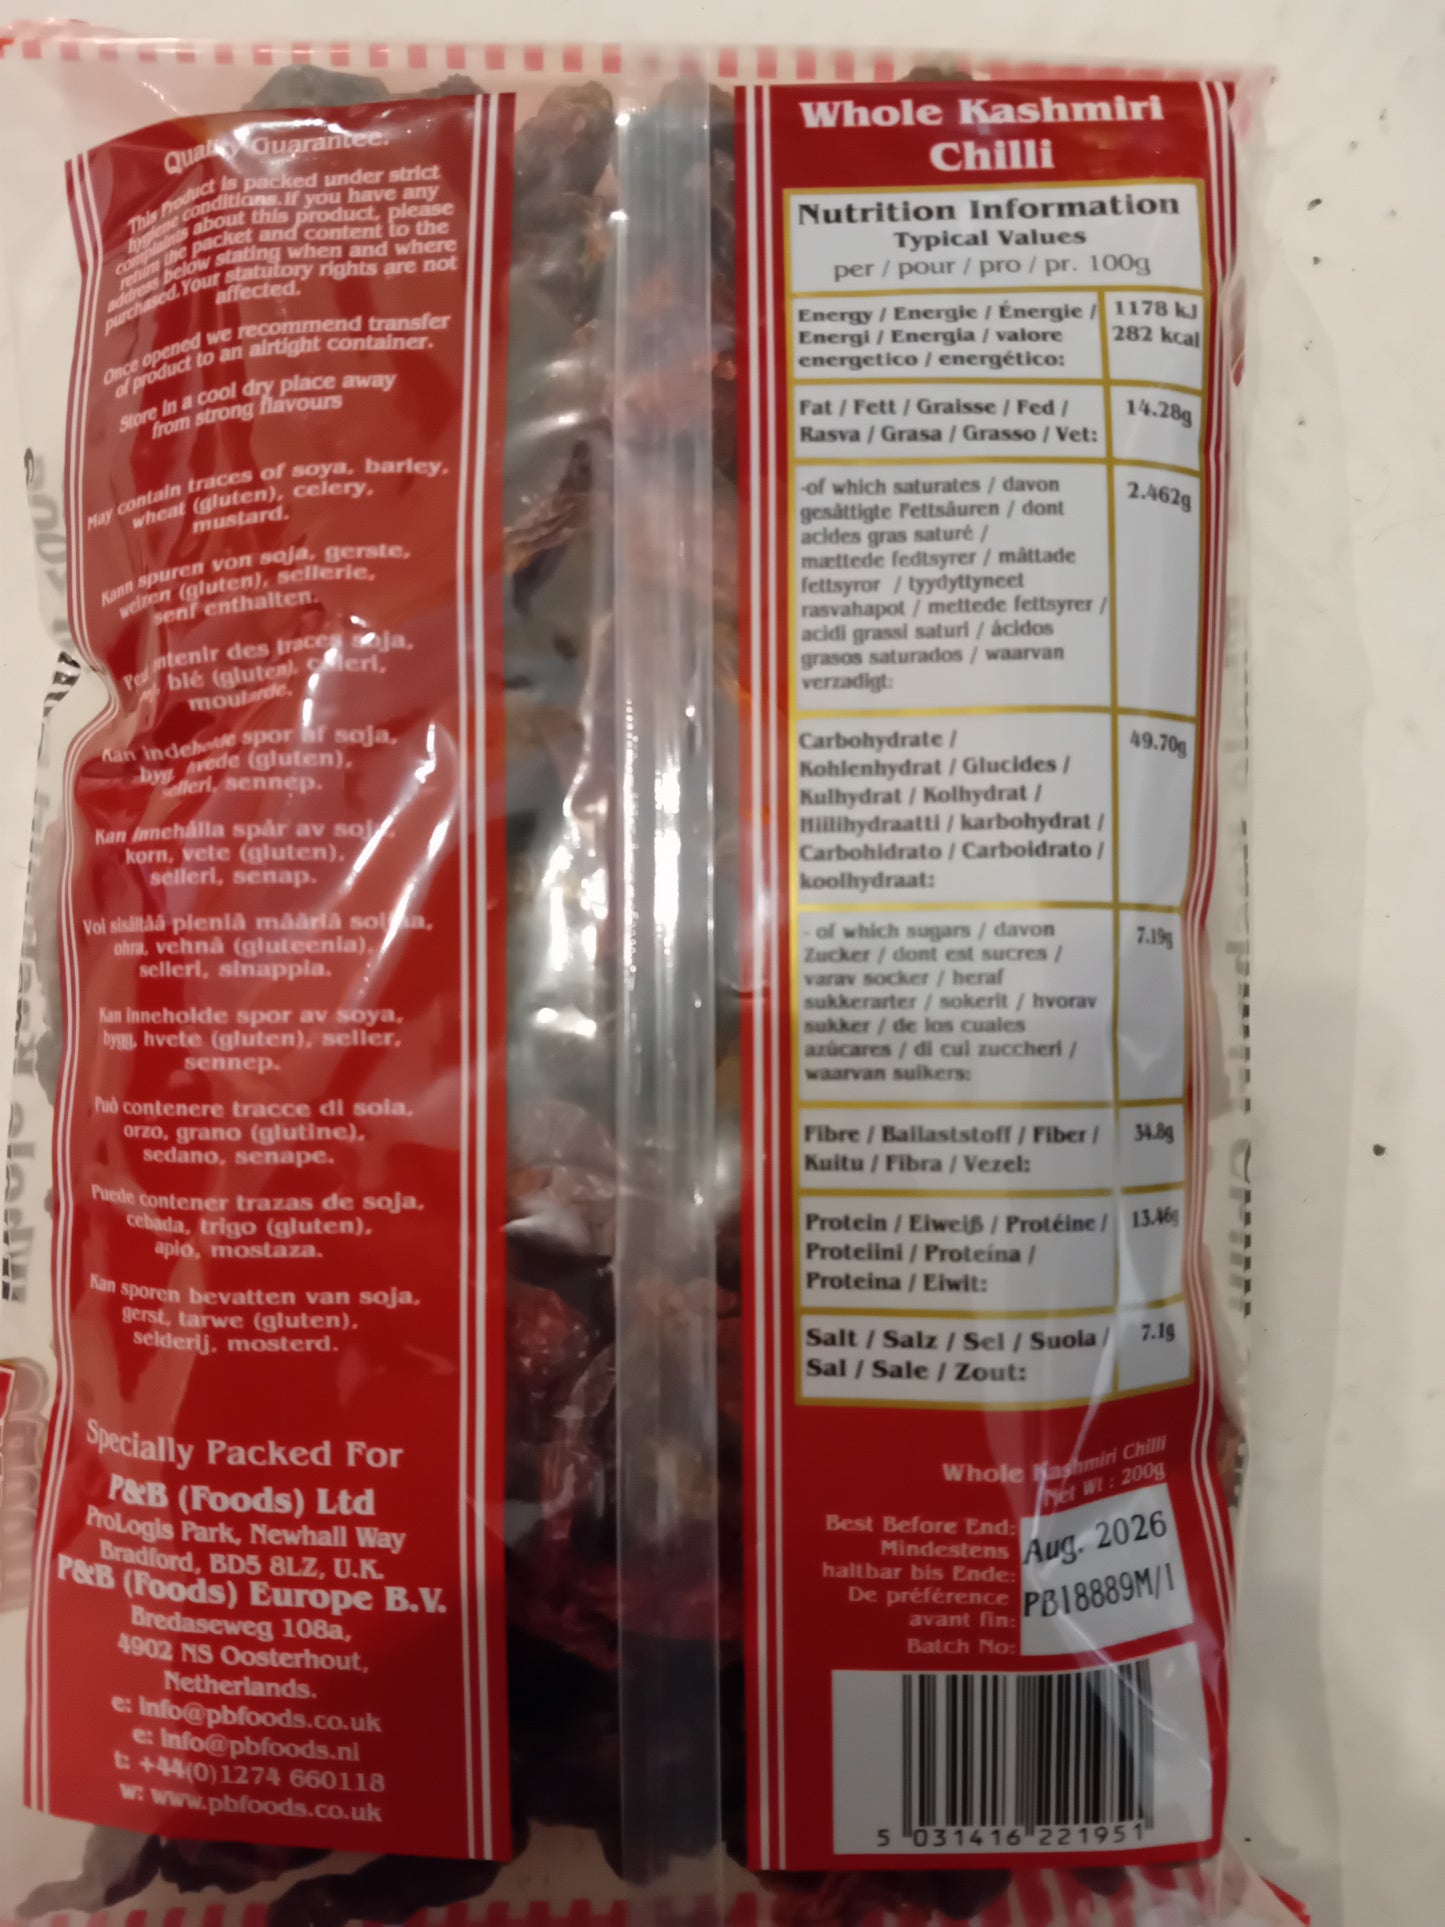 Quality Guarantee.
This Product is packed under strict
hygiene conditions.If you have any
complaints about this product, please
return the packet and content to the
address below stating when and where
purchased.Your statutory rights are not
affected.
Once opened we recommend transfer
of product to an airtight container.
Store in a cool dry place away
from strong flavours
May contain traces of soya, barley,
wheat (gluten), celery,
mustard.
Kann spuren von soja, gerste,
weizen (gluten), sellerie,
senf enthalten.
des traces
blé (gluten),
moutarde.
Kan indeholde spor af soja,
byg, hvede (gluten),
selleri, sennep.
Kan innehålla spår av
korn, vete (gluten),
selleri, senap.
Voi sisältää pieniä määriä
ohra, vehnä (gluteenia),
selleri, sinappia.
Kan inneholde spor av soya,
bygg, hvete (gluten), seller,
sennep.
Può contenere tracce di soia,
orzo, grano (glutine),
sedano, senape.
Puede contener trazas de soja,
cebada, trigo (gluten),
apio, mostaza.
Kan sporen bevatten van soja,
gerst, tarwe (gluten),
selderij, mosterd.
Specially Packed For
P&B (Foods) Ltd
ProLogis Park, Newhall Way
Bradford, BD5 8LZ, U.K.
P&B (Foods) Europe B.V.
Bredaseweg 108a,
4902 NS Oosterhout,
Netherlands.
e: info@pbfoods.co.uk
e: info@pbfoods.nl
t: +44(0)1274 660118
w: www.pbfoods.co.uk
Whole Kashmiri
Chilli
Nutrition Information
Typical Values
per / pour / pro / pr. 100g
Energy / Energie / Énergie / 1178 kJ
Energi / Energia / valore 282 kcal
energetico / energético:
Fat / Fett / Graisse / Fed / 14.28g
Rasva / Grasa / Grasso / Vet:
-of which saturates / davon 2.462g
gesättigte Fettsäuren / dont
acides gras saturé /
mættede fedtsyrer / mättade
fettsyror / tyydyttyneet
rasvahapot / mettede fettsyrer /
acidi grassi saturi / ácidos
grasos saturados / waarvan
verzadigt:
Carbohydrate / 49.70g
Kohlenhydrat / Glucides /
Kulhydrat / Kolhydrat /
Hiilihydraatti / karbohydrat /
Carbohidrato / Carboidrato /
koolhydraat:
- of which sugars / davon 7.19g
Zucker / dont est sucres /
varav socker / heraf
sukkerarter / sokerit / hvorav
sukker / de los cuales
azúcares / di cui zuccheri /
waarvan suikers:
Fibre / Ballaststoff / Fiber / 34.8g
Kuitu / Fibra / Vezel:
Protein / Eiweiß / Protéine / 13.46g
Proteiini / Proteína /
Proteina / Eiwit:
Salt / Salz / Sel / Suola / 7.1g
Sal / Sale / Zout:
Whole Kashmiri Chilli
Net Wt : 200g
Best Before End:
Mindestens
haltbar bis Ende:
De préférence
avant fin:
Batch No:
Aug. 2026
PB18889M/1
5 031416 221951